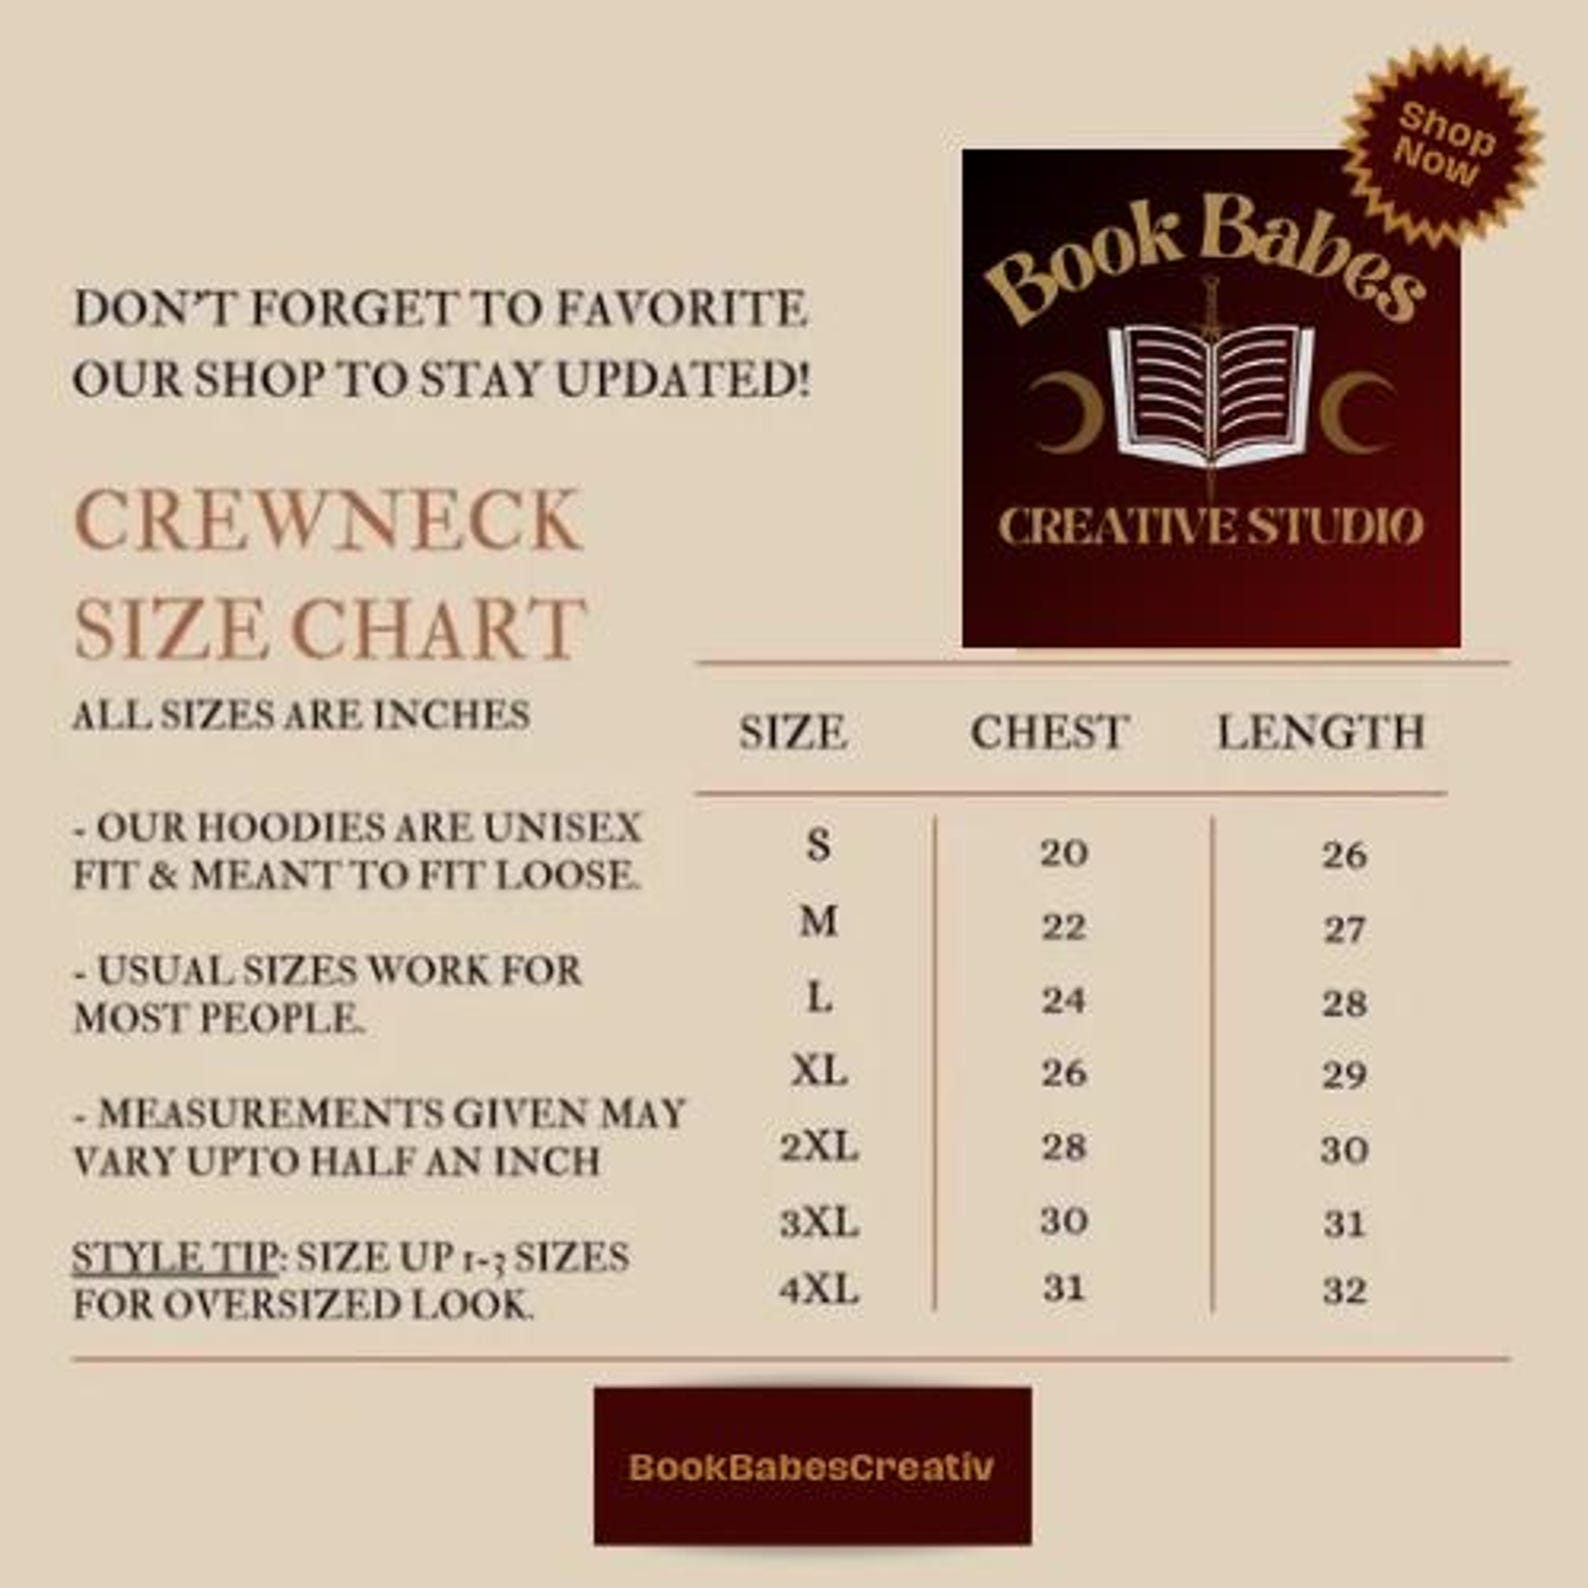 Shop
Now
Book Babes
CREATIVE STUDIO
DON'T FORGET TO FAVORITE
OUR SHOP TO STAY UPDATED!
CREWNECK
SIZE CHART
ALL SIZES ARE INCHES
- OUR HOODIES ARE UNISEX
FIT & MEANT TO FIT LOOSE.
- USUAL SIZES WORK FOR
MOST PEOPLE.
- MEASUREMENTS GIVEN MAY
VARY UPTO HALF AN INCH
STYLE TIP: SIZE UP 1-3 SIZES
FOR OVERSIZED LOOK.
SIZE CHEST LENGTH
S 20 26
M 22 27
L 24 28
XL 26 29
2XL 28 30
3XL 30 31
4XL 31 32
BookBabesCreativ